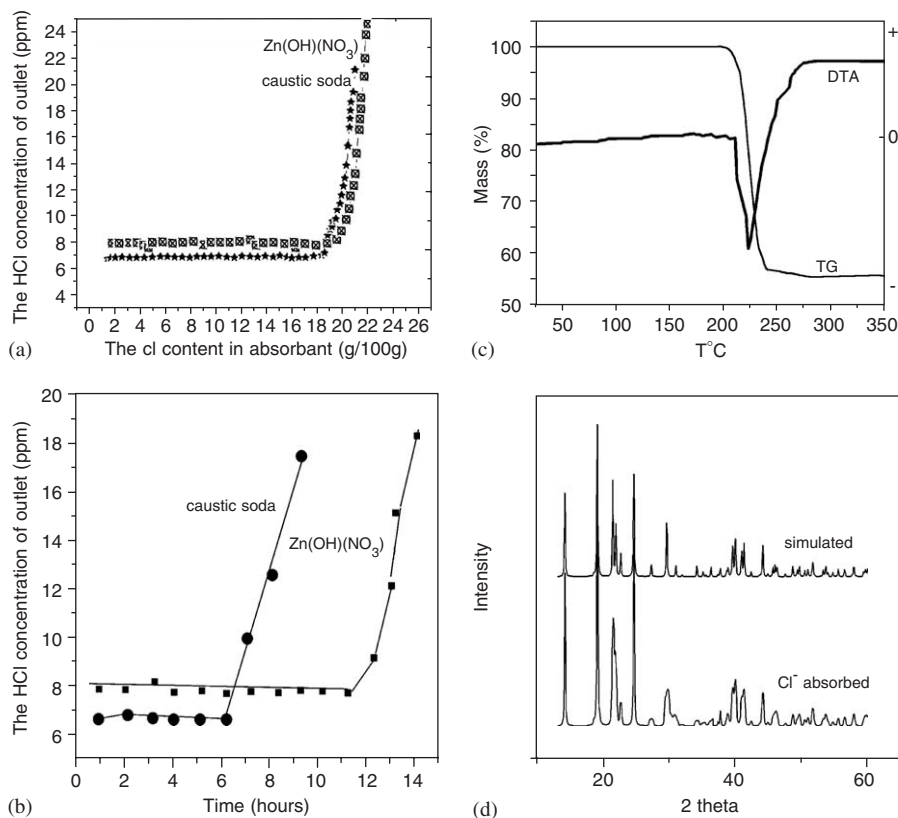 24
22
20
18
16
14
12
10
8
6
4
The HCl concentration of outlet (ppm)
Zn(OH)(NO3)
caustic soda
0 2 4 6 8 10 12 14 16 18 20 22 24 26
The cl content in absorbant (g/100g)
(a)
100
90
80
70
60
50
Mass (%)
+
0
-
DTA
TG
50 100 150 200 250 300 350
T°C
(c)
20
18
16
14
12
10
8
6
The HCl concentration of outlet (ppm)
caustic soda
Zn(OH)(NO3)
0 2 4 6 8 10 12 14
Time (hours)
(b)
Intensity
simulated
Cl- absorbed
20 40 60
2 theta
(d)